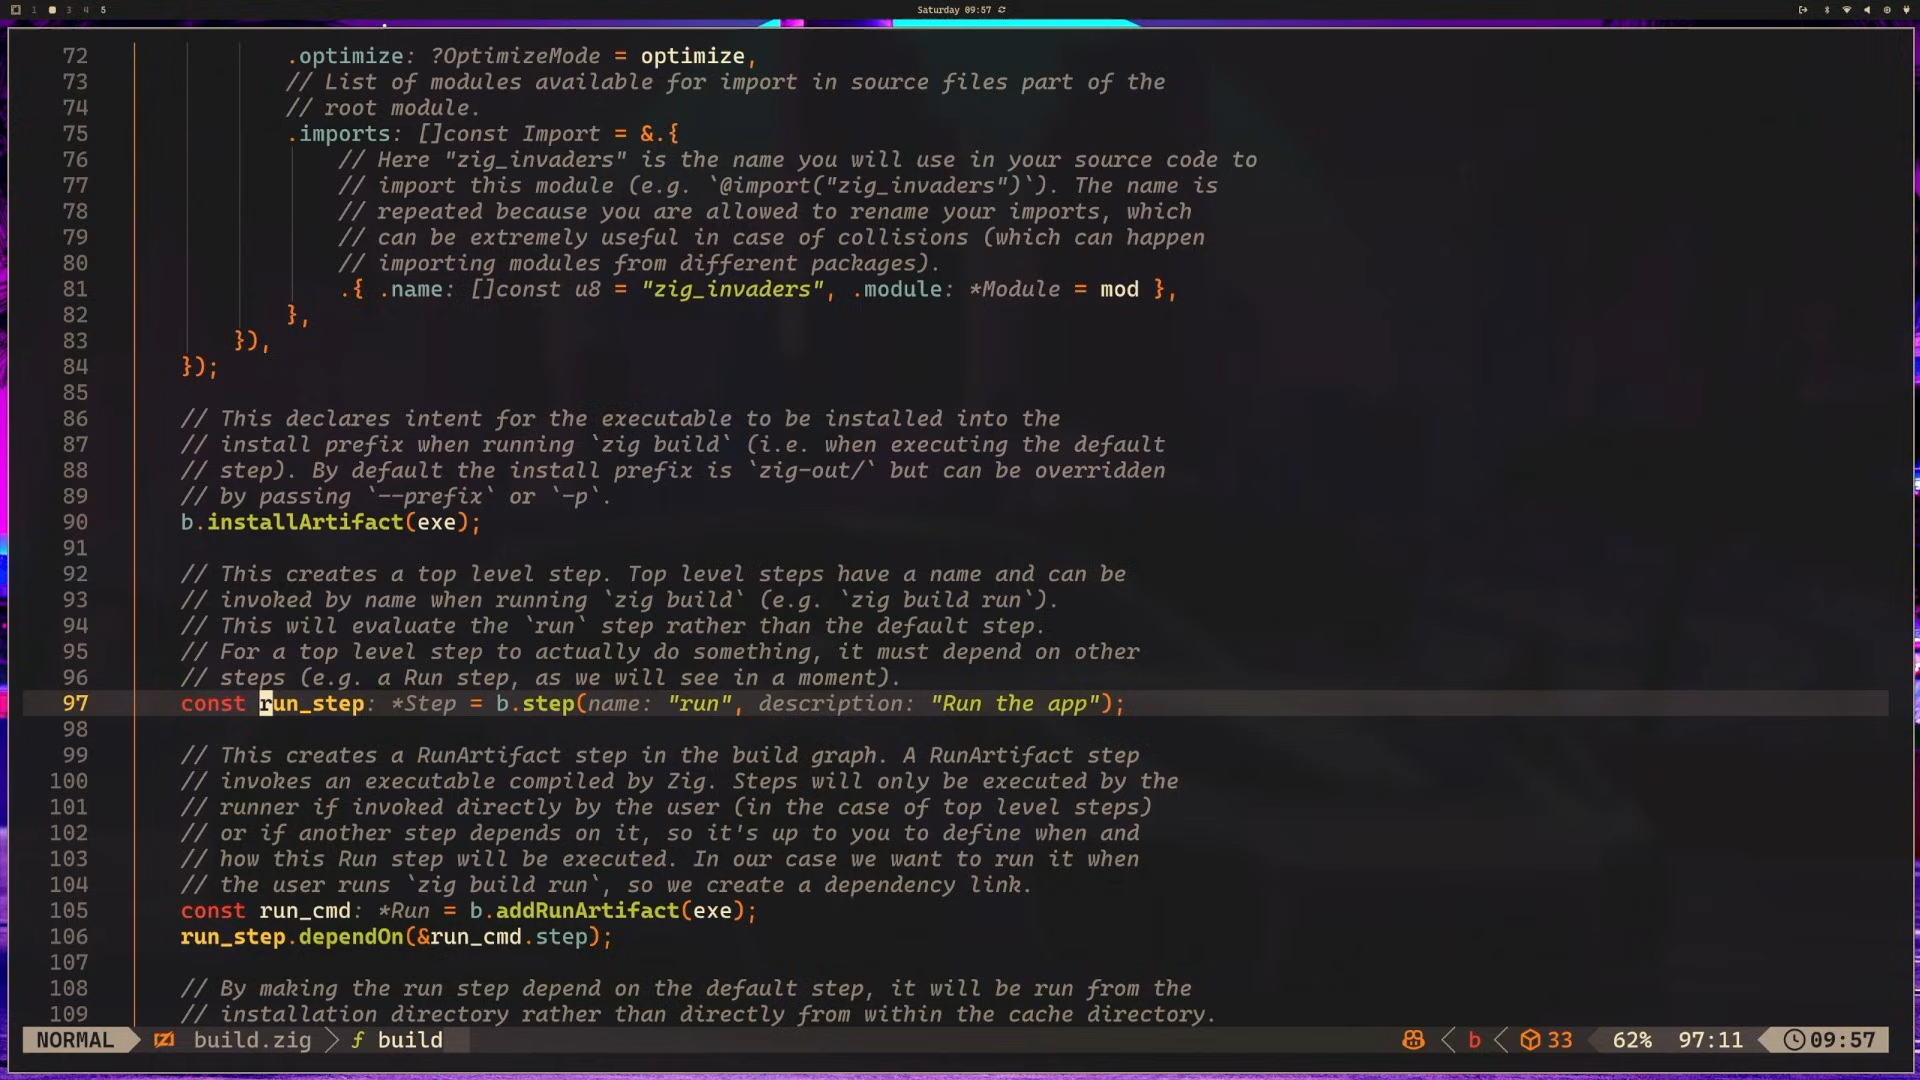 1 3 4 5 Saturday 09:57
72 .optimize: ?OptimizeMode = optimize,
73 // List of modules available for import in source files part of the
74 // root module.
75 .imports: []const Import = &.{
76 // Here "zig_invaders" is the name you will use in your source code to
77 // import this module (e.g. `@import("zig_invaders")`). The name is
78 // repeated because you are allowed to rename your imports, which
79 // can be extremely useful in case of collisions (which can happen
80 // importing modules from different packages).
81 .{ .name: []const u8 = "zig_invaders", .module: *Module = mod },
82 },
83 }),
84 });
85
86 // This declares intent for the executable to be installed into the
87 // install prefix when running `zig build` (i.e. when executing the default
88 // step). By default the install prefix is `zig-out/` but can be overridden
89 // by passing `--prefix` or `-p`.
90 b.installArtifact(exe);
91
92 // This creates a top level step. Top level steps have a name and can be
93 // invoked by name when running `zig build` (e.g. `zig build run`).
94 // This will evaluate the `run` step rather than the default step.
95 // For a top level step to actually do something, it must depend on other
96 // steps (e.g. a Run step, as we will see in a moment).
97 const run_step: *Step = b.step(name: "run", description: "Run the app");
98
99 // This creates a RunArtifact step in the build graph. A RunArtifact step
100 // invokes an executable compiled by Zig. Steps will only be executed by the
101 // runner if invoked directly by the user (in the case of top level steps)
102 // or if another step depends on it, so it's up to you to define when and
103 // how this Run step will be executed. In our case we want to run it when
104 // the user runs `zig build run`, so we create a dependency link.
105 const run_cmd: *Run = b.addRunArtifact(exe);
106 run_step.dependOn(&run_cmd.step);
107
108 // By making the run step depend on the default step, it will be run from the
109 // installation directory rather than directly from within the cache directory.
NORMAL build.zig f build b 33 62% 97:11 09:57